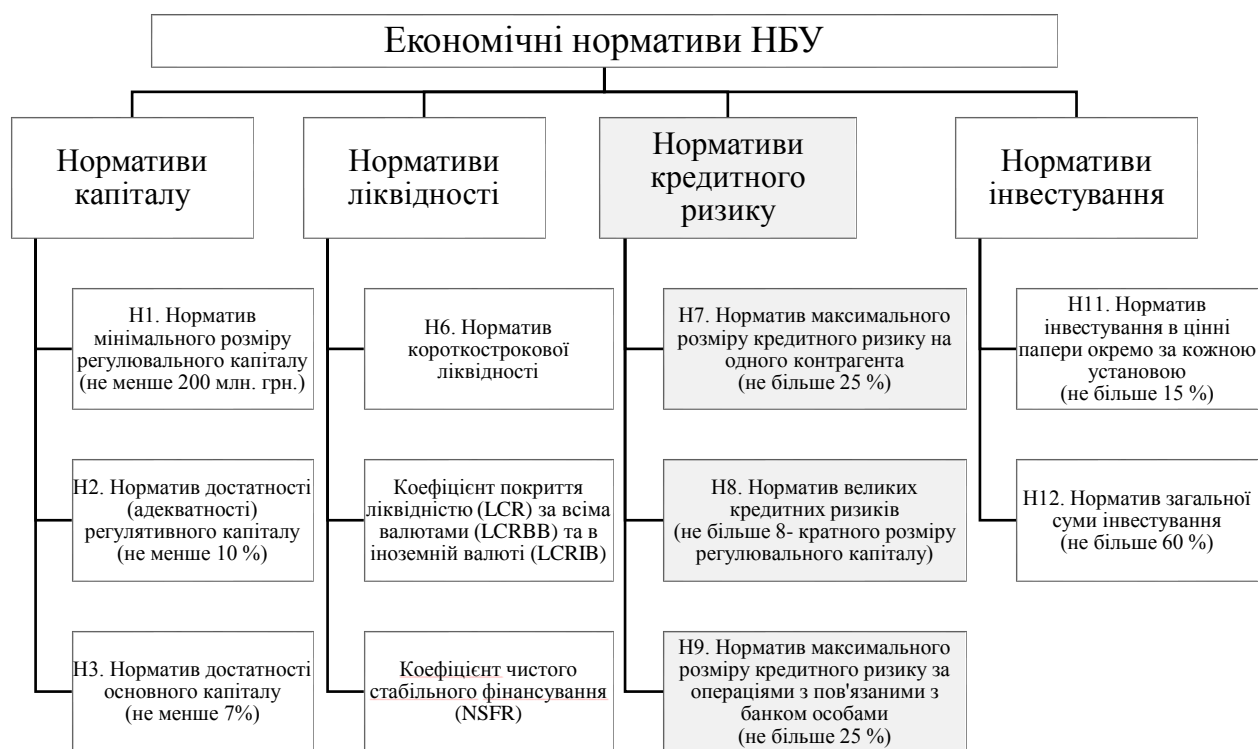 Економічні нормативи НБУ
Нормативи
капіталу
Н1. Норматив
мінімального розміру
регулювального капіталу
(не менше 200 млн. грн.)
Н2. Норматив достатності
(адекватності)
регулятивного капіталу
(не менше 10 %)
Н3. Норматив достатності
основного капіталу
(не менше 7%)
Нормативи
ліквідності
Н6. Норматив
короткострокової
ліквідності
Коефіцієнт покриття
ліквідністю (LCR) за всіма
валютами (LCRВВ) та в
іноземній валюті (LCRІВ)
Коефіцієнт чистого
стабільного фінансування
(NSFR)
Нормативи
кредитного
ризику
Н7. Норматив максимального
розміру кредитного ризику на
одного контрагента
(не більше 25 %)
Н8. Норматив великих
кредитних ризиків
(не більше 8- кратного розміру
регулювального капіталу)
Н9. Норматив максимального
розміру кредитного ризику за
операціями з пов'язаними з
банком особами
(не більше 25 %)
Нормативи
інвестування
Н11. Норматив
інвестування в цінні
папери окремо за кожною
установою
(не більше 15 %)
Н12. Норматив загальної
суми інвестування
(не більше 60 %)